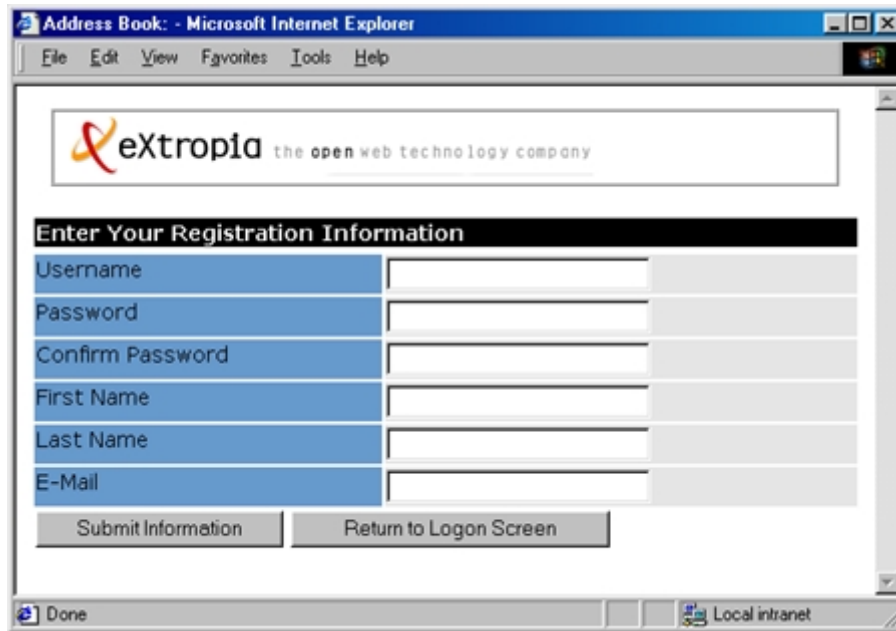 Address Book: - Microsoft Internet Explorer
File Edit View Favorites Tools Help
eXtropia the open web technology company
Enter Your Registration Information
Username
Password
Confirm Password
First Name
Last Name
E-Mail
Submit Information Return to Logon Screen
Done Local intranet